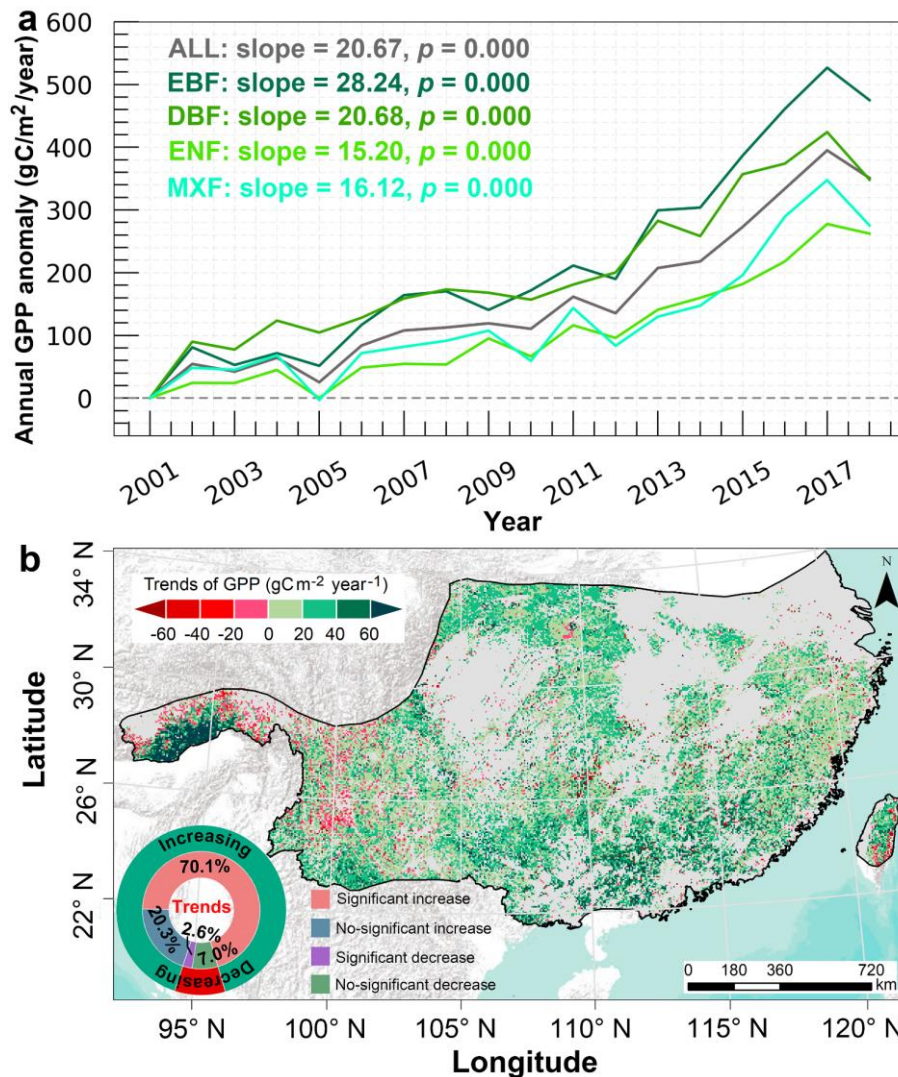 a
Annual GPP anomaly (gC/m²/year)
600
500
400
300
200
100
0
ALL: slope = 20.67, p = 0.000
EBF: slope = 28.24, p = 0.000
DBF: slope = 20.68, p = 0.000
ENF: slope = 15.20, p = 0.000
MXF: slope = 16.12, p = 0.000
2001
2003
2005
2007
2009
2011
2013
2015
2017
Year
b
Latitude
34° N
30° N
26° N
22° N
Trends of GPP (gC m⁻² year⁻¹)
-60 -40 -20 0 20 40 60
N
Increasing
70.1%
Trends
20.3%
2.6%
7.0%
Decreasing
Significant increase
No-significant increase
Significant decrease
No-significant decrease
0 180 360 720
km
95° N
100° N
105° N
110° N
115° N
120° N
Longitude